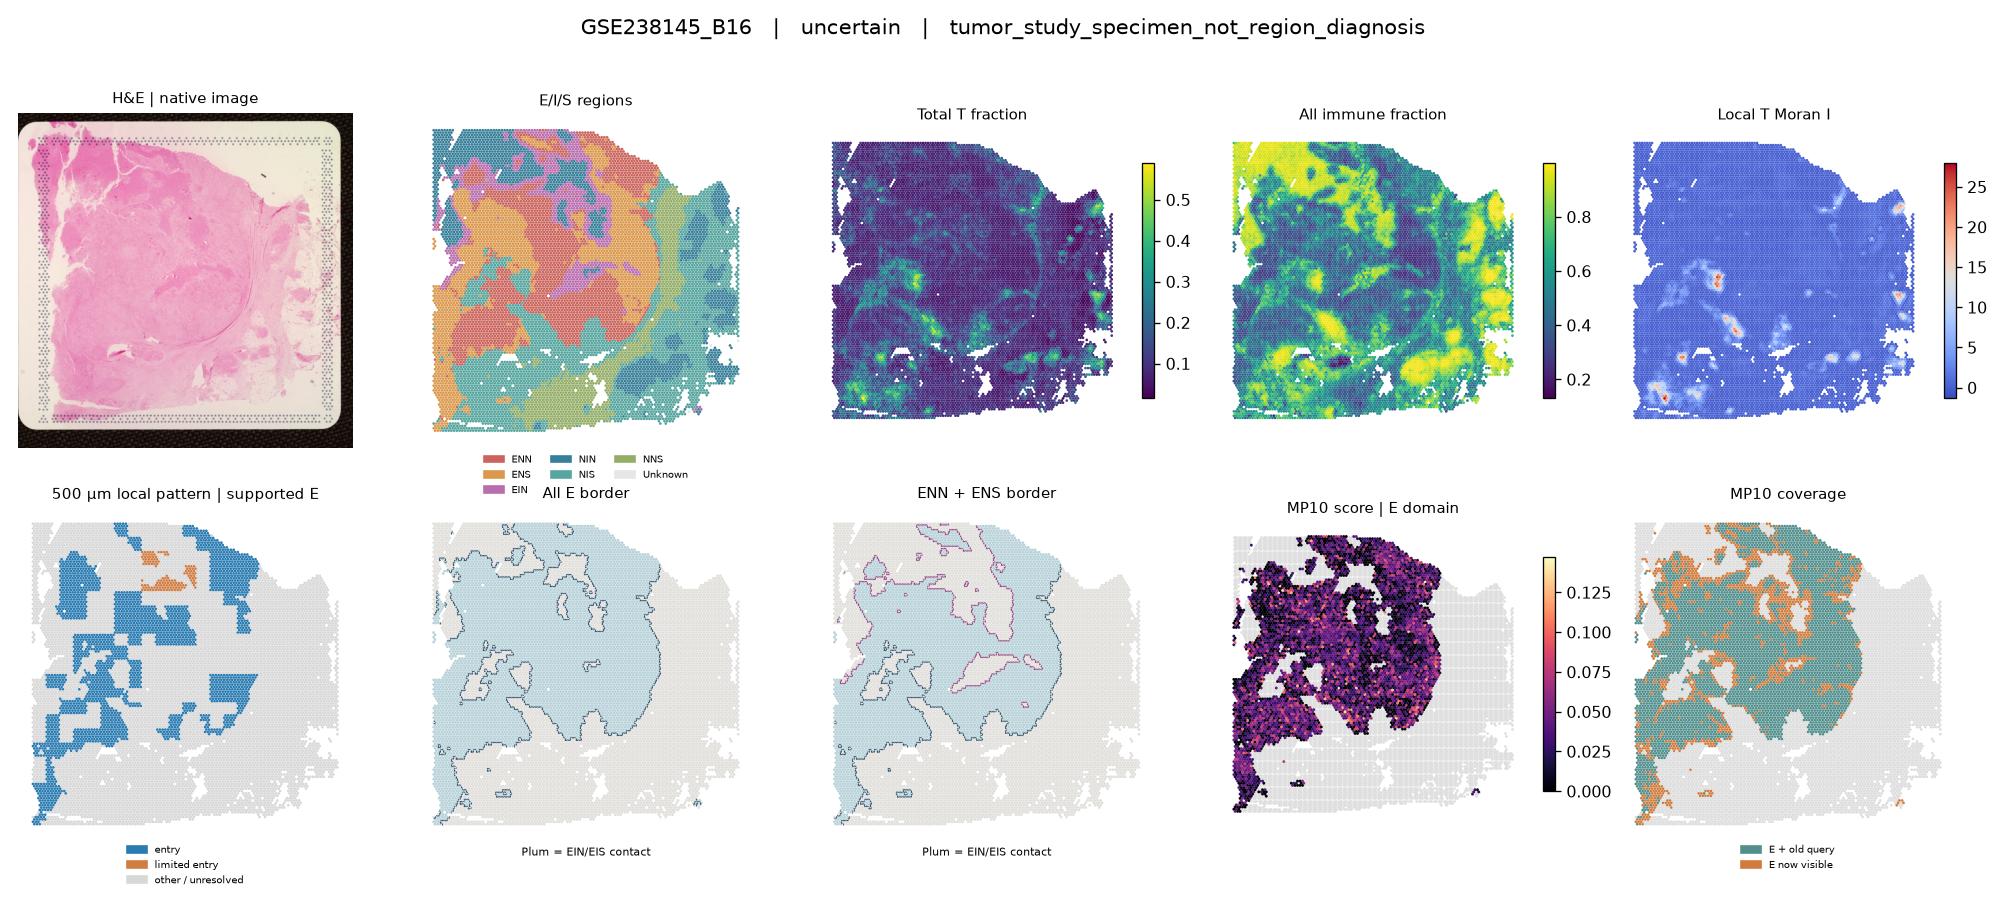 GSE238145_B16 | uncertain | tumor_study_specimen_not_region_diagnosis
H&E | native image
E/I/S regions
ENN
ENS
EIN
NIN
NIS
NNS
Unknown
Total T fraction
0.5
0.4
0.3
0.2
0.1
All immune fraction
0.8
0.6
0.4
0.2
Local T Moran I
25
20
15
10
5
0
500 µm local pattern | supported E
entry
limited entry
other / unresolved
All E border
Plum = EIN/EIS contact
ENN + ENS border
Plum = EIN/EIS contact
MP10 score | E domain
0.125
0.100
0.075
0.050
0.025
0.000
MP10 coverage
E + old query
E now visible